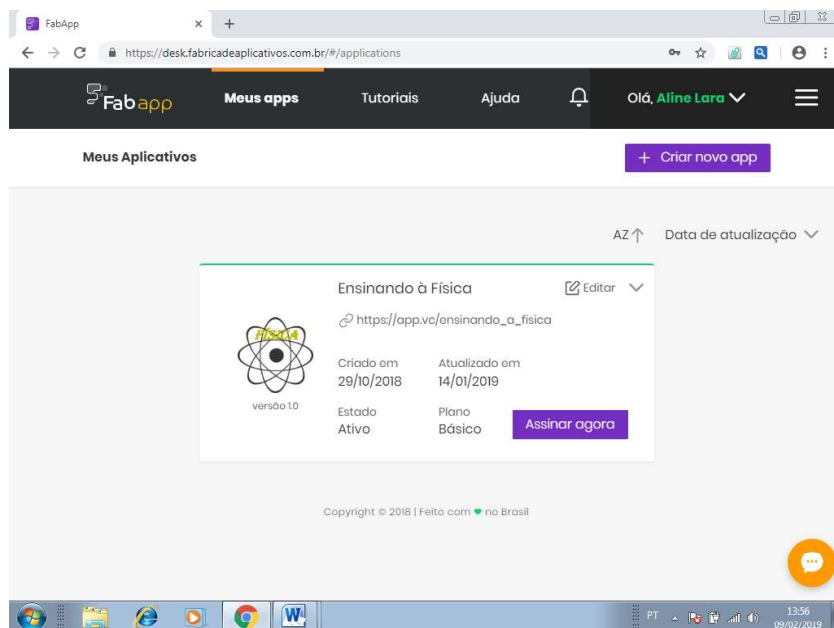 FabApp
https://desk.fabricadeaplicativos.com.br/#/applications
Fabapp Meus apps Tutoriais Ajuda Olá, Aline Lara
Meus Aplicativos + Criar novo app
AZ Data de atualização
Ensinando à Física Editar
https://app.vc/ensinando_a_fisica
FÍSICA
Criado em Atualizado em
29/10/2018 14/01/2019
versão 1.0
Estado Plano
Ativo Básico Assinar agora
Copyright © 2018 | Feito com ♥ no Brasil
PT 13:56
09/02/2019